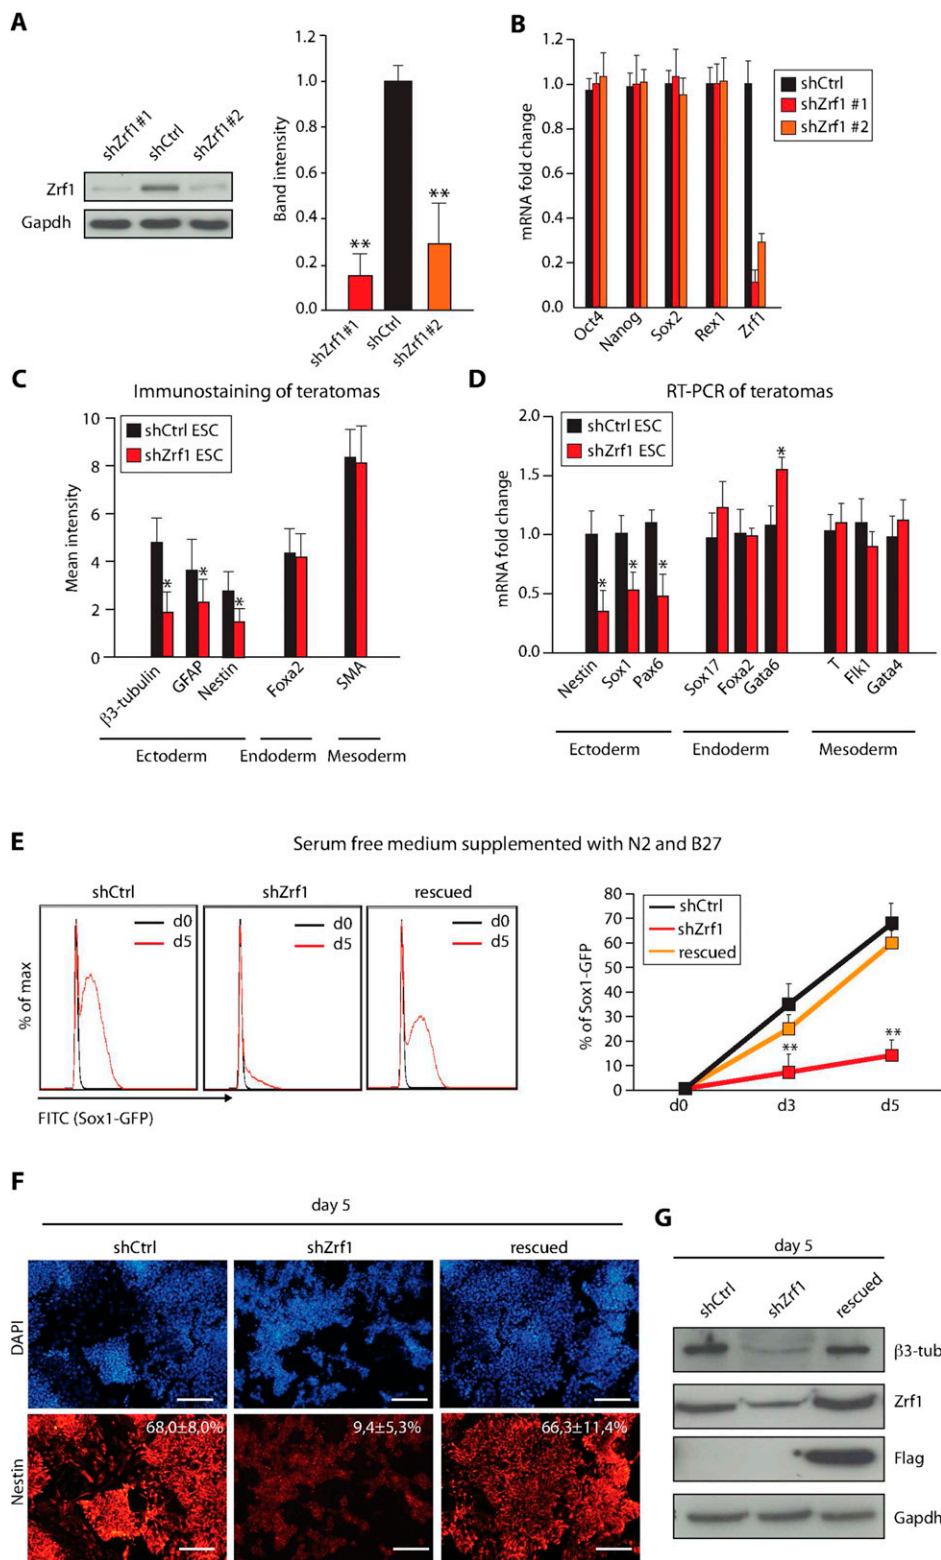 A
shZrf1#1
shCtrl
shZrf1#2
Zrf1
Gapdh
Band intensity
1.2
1.0
0.8
0.6
0.4
0.2
0.0
**
**
shZrf1#1
shCtrl
shZrf1#2
B
mRNA fold change
1.2
1.0
0.8
0.6
0.4
0.2
0.0
Oct4
Nanog
Sox2
Rex1
Zrf1
shCtrl
shZrf1 #1
shZrf1 #2
C
Immunostaining of teratomas
Mean intensity
10
8
6
4
2
0
shCtrl ESC
shZrf1 ESC
*
*
*
β3-tubulin
GFAP
Nestin
Foxa2
SMA
Ectoderm
Endoderm
Mesoderm
D
RT-PCR of teratomas
mRNA fold change
2.0
1.5
1.0
0.5
0.0
shCtrl ESC
shZrf1 ESC
*
*
*
*
Nestin
Sox1
Pax6
Sox17
Foxa2
Gata6
T
Flk1
Gata4
Ectoderm
Endoderm
Mesoderm
E
Serum free medium supplemented with N2 and B27
shCtrl
shZrf1
rescued
d0
d5
d0
d5
d0
d5
% of max
FITC (Sox1-GFP)
% of Sox1-GFP
80
70
60
50
40
30
20
10
0
shCtrl
shZrf1
rescued
**
**
d0
d3
d5
F
day 5
shCtrl
shZrf1
rescued
DAPI
Nestin
68,0±8,0%
9,4±5,3%
66,3±11,4%
G
day 5
shCtrl
shZrf1
rescued
β3-tub
Zrf1
Flag
Gapdh